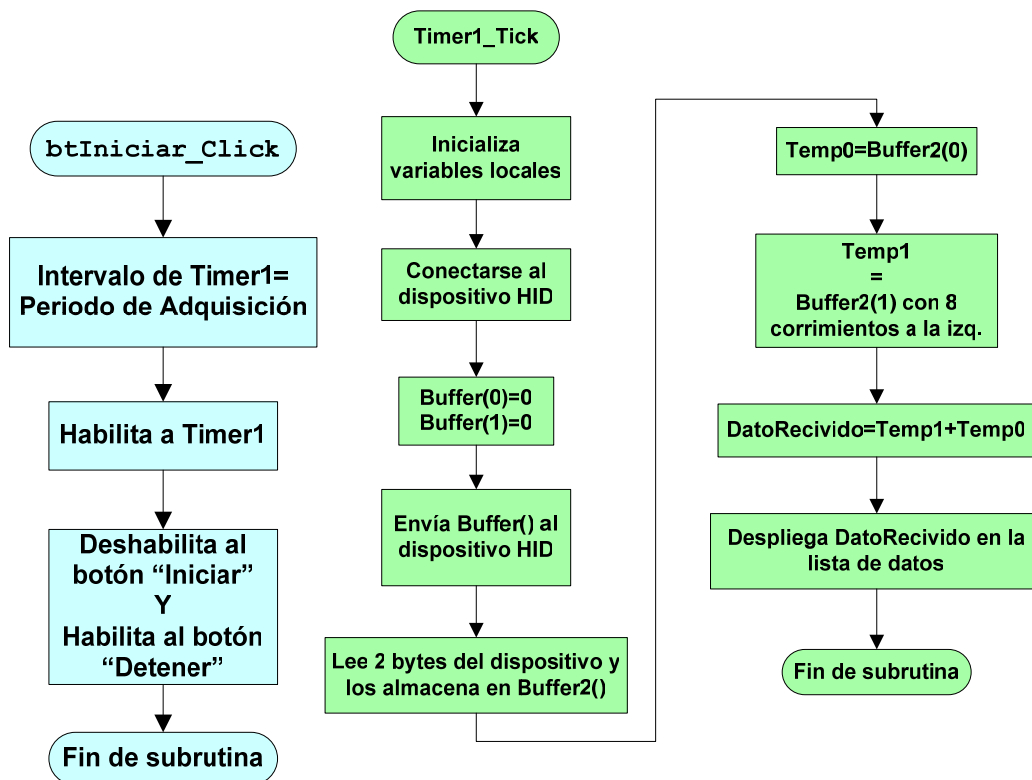 btIniciar_Click
Intervalo de Timer1=
Periodo de Adquisición
Habilita a Timer1
Deshabilita al
botón “Iniciar”
Y
Habilita al botón
“Detener”
Fin de subrutina
Timer1_Tick
Inicializa
variables locales
Conectarse al
dispositivo HID
Buffer(0)=0
Buffer(1)=0
Envía Buffer() al
dispositivo HID
Lee 2 bytes del dispositivo y
los almacena en Buffer2()
Temp0=Buffer2(0)
Temp1
=
Buffer2(1) con 8
corrimientos a la izq.
DatoRecivido=Temp1+Temp0
Despliega DatoRecivido en la
lista de datos
Fin de subrutina